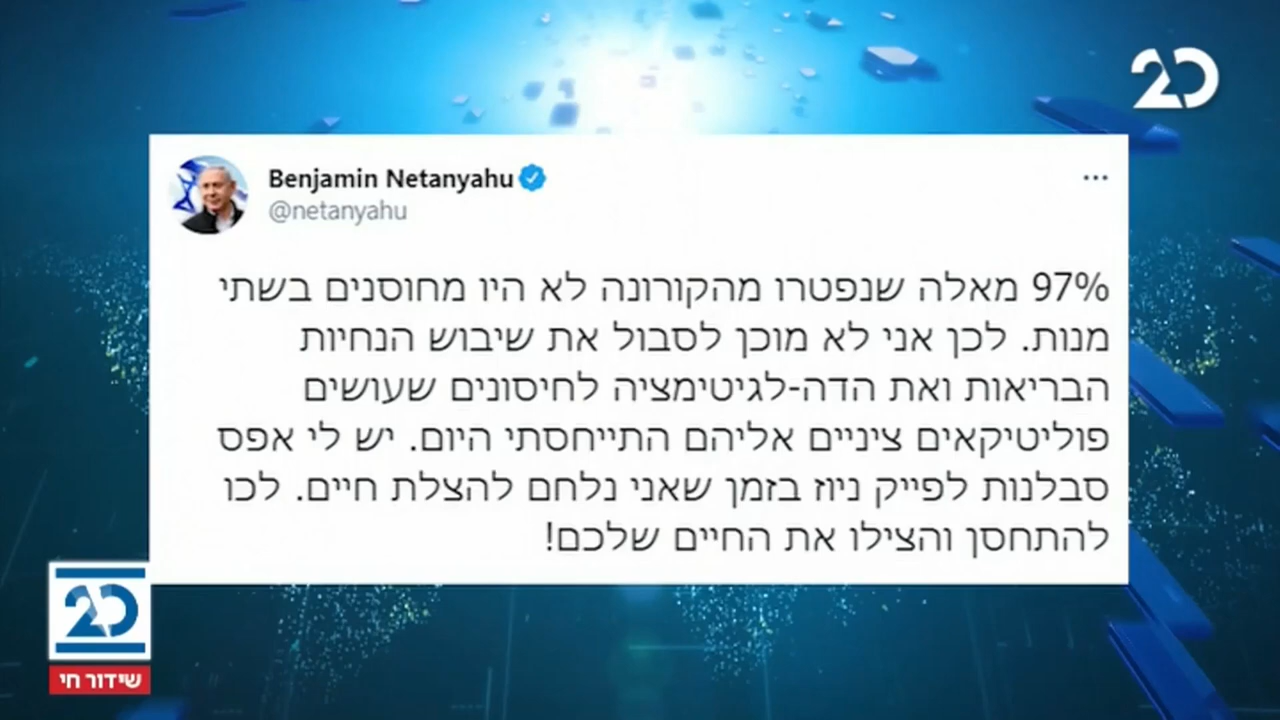 20
Benjamin Netanyahu
@netanyahu
97% מאלה שנפטרו מהקורונה לא היו מחוסנים בשתי
מנות. לכן אני לא מוכן לסבול את שיבוש הנחיות
הבריאות ואת הדה-לגיטימציה לחיסונים שעושים
פוליטיקאים ציניים אליהם התייחסתי היום. יש לי אפס
סבלנות לפייק ניוז בזמן שאני נלחם להצלת חיים. לכו
להתחסן והצילו את החיים שלכם!
20
שידור חי